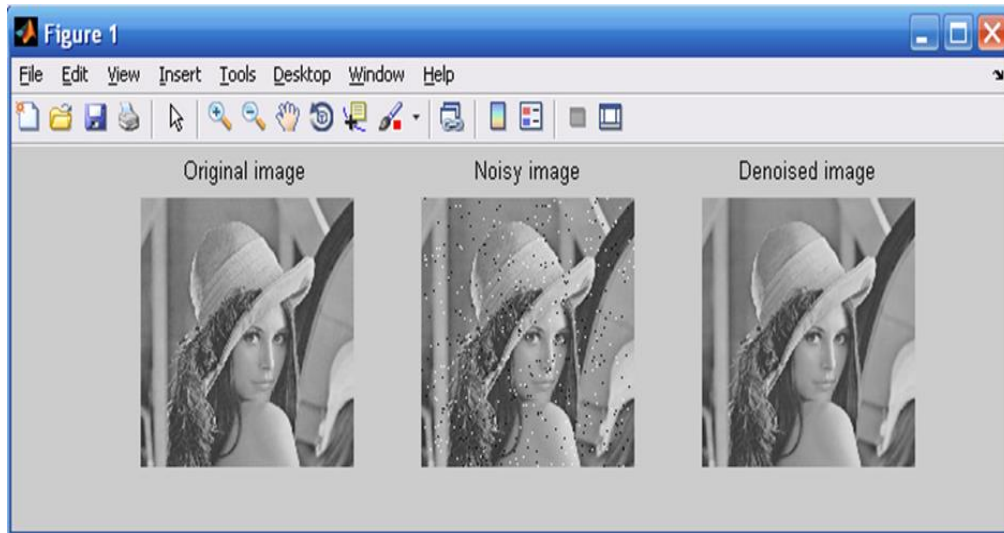 Figure 1
File Edit View Insert Tools Desktop Window Help
Original image Noisy image Denoised image